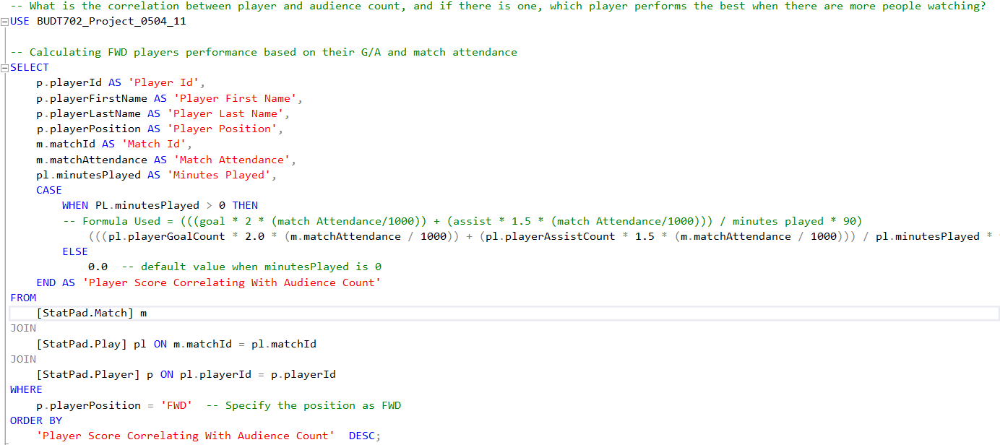 -- What is the correlation between player and audience count, and if there is one, which player performs the best when there are more people watching?
USE BUDT702_Project_0504_11
-- Calculating FWD players performance based on their G/A and match attendance
SELECT
p.playerId AS 'Player Id',
p.playerFirstName AS 'Player First Name',
p.playerLastName AS 'Player Last Name',
p.playerPosition AS 'Player Position',
m.matchId AS 'Match Id',
m.matchAttendance AS 'Match Attendance',
pl.minutesPlayed AS 'Minutes Played',
CASE
WHEN PL.minutesPlayed > 0 THEN
-- Formula Used = (((goal * 2 * (match Attendance/1000)) + (assist * 1.5 * (match Attendance/1000))) / minutes played * 90)
(((pl.playerGoalCount * 2.0 * (m.matchAttendance / 1000)) + (pl.playerAssistCount * 1.5 * (m.matchAttendance / 1000))) / pl.minutesPlayed *
ELSE
0.0 -- default value when minutesPlayed is 0
END AS 'Player Score Correlating With Audience Count'
FROM
[StatPad.Match] m
JOIN
[StatPad.Play] pl ON m.matchId = pl.matchId
JOIN
[StatPad.Player] p ON pl.playerId = p.playerId
WHERE
p.playerPosition = 'FWD' -- Specify the position as FWD
ORDER BY
'Player Score Correlating With Audience Count' DESC;